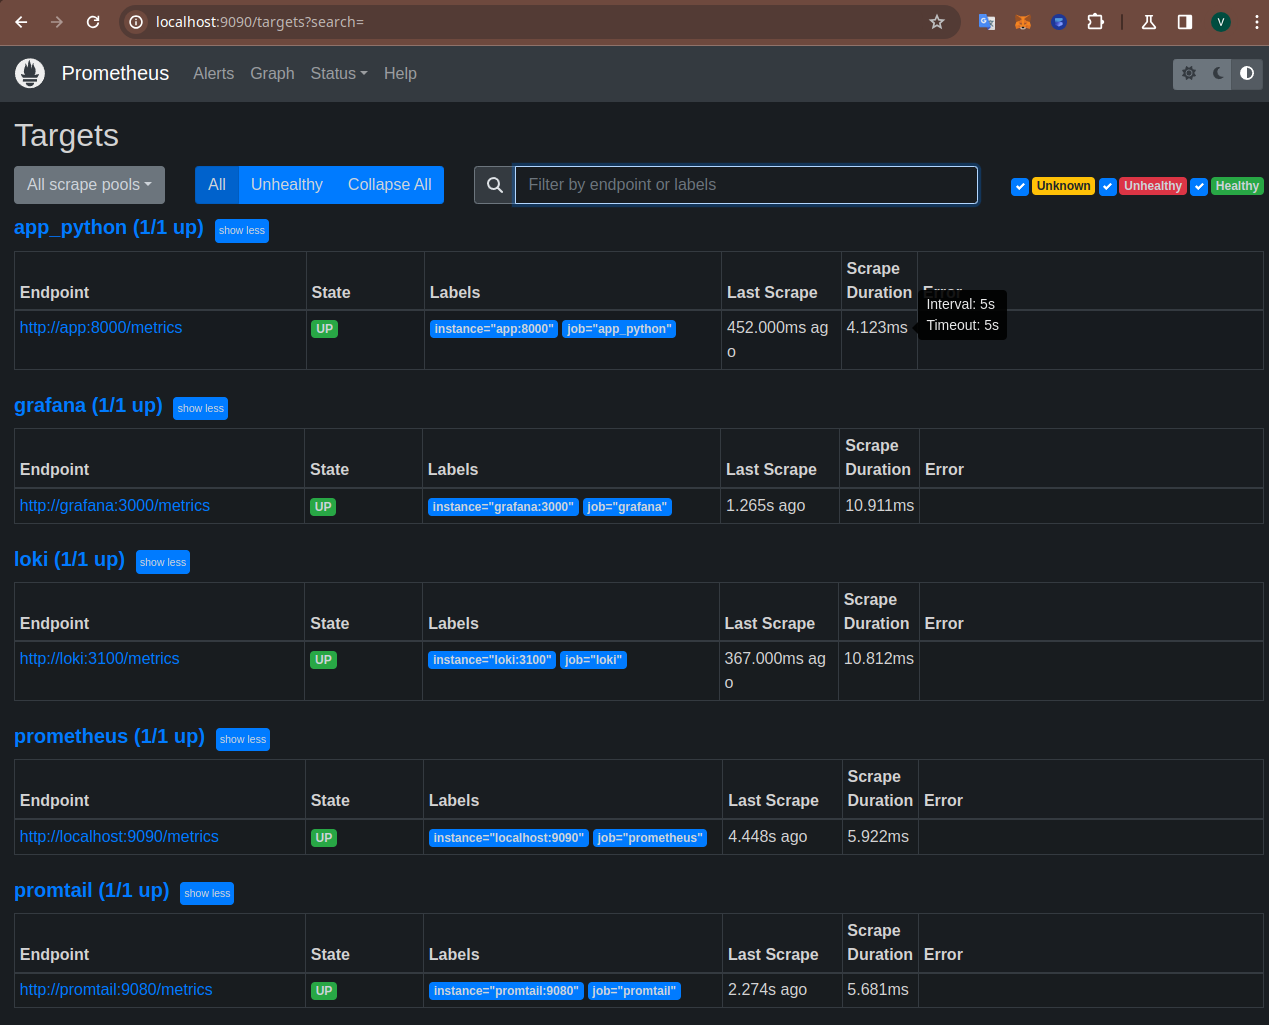 localhost:9090/targets?search=
V
Prometheus Alerts Graph Status Help
Targets
All scrape pools All Unhealthy Collapse All Filter by endpoint or labels Unknown Unhealthy Healthy
app_python (1/1 up) show less
Endpoint State Labels Last Scrape Scrape Duration Error
http://app:8000/metrics UP instance="app:8000" job="app_python" 452.000ms ago 4.123ms
Interval: 5s
Timeout: 5s
grafana (1/1 up) show less
Endpoint State Labels Last Scrape Scrape Duration Error
http://grafana:3000/metrics UP instance="grafana:3000" job="grafana" 1.265s ago 10.911ms
loki (1/1 up) show less
Endpoint State Labels Last Scrape Scrape Duration Error
http://loki:3100/metrics UP instance="loki:3100" job="loki" 367.000ms ago 10.812ms
prometheus (1/1 up) show less
Endpoint State Labels Last Scrape Scrape Duration Error
http://localhost:9090/metrics UP instance="localhost:9090" job="prometheus" 4.448s ago 5.922ms
promtail (1/1 up) show less
Endpoint State Labels Last Scrape Scrape Duration Error
http://promtail:9080/metrics UP instance="promtail:9080" job="promtail" 2.274s ago 5.681ms